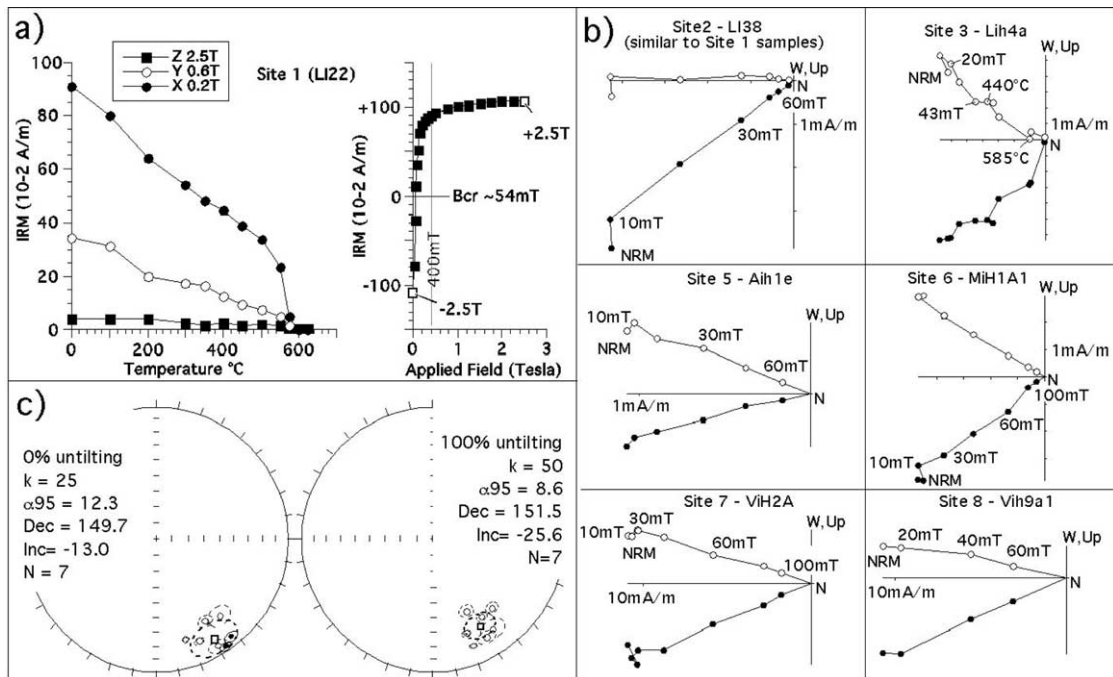 a)
Z 2.5T
Y 0.6T
X 0.2T
Site 1 (LI22)
IRM (10-2 A/m)
100
80
60
40
20
0
0
200
400
600
Temperature °C
IRM (10-2 A/m)
+100
0
-100
+2.5T
Bcr ~54mT
400mT
-2.5T
0
1
2
3
Applied Field (Tesla)
b)
Site2 - LI38
(similar to Site 1 samples)
W,Up
N
60mT
1mA/m
30mT
10mT
NRM
Site 3 - Lih4a
W,Up
20mT
NRM
440°C
43mT
1mA/m
N
585°C
Site 5 - Aih1e
W,Up
10mT
NRM
30mT
60mT
N
1mA/m
Site 6 - MiH1A1
W,Up
1mA/m
N
100mT
60mT
10mT
30mT
NRM
Site 7 - ViH2A
W,Up
30mT
10mT
NRM
60mT
100mT
N
10mA/m
Site 8 - Vih9a1
W,Up
20mT
NRM
40mT
60mT
N
10mA/m
c)
0% untilting
k = 25
α95 = 12.3
Dec = 149.7
Inc= -13.0
N = 7
100% untilting
k = 50
α95 = 8.6
Dec = 151.5
Inc= -25.6
N=7